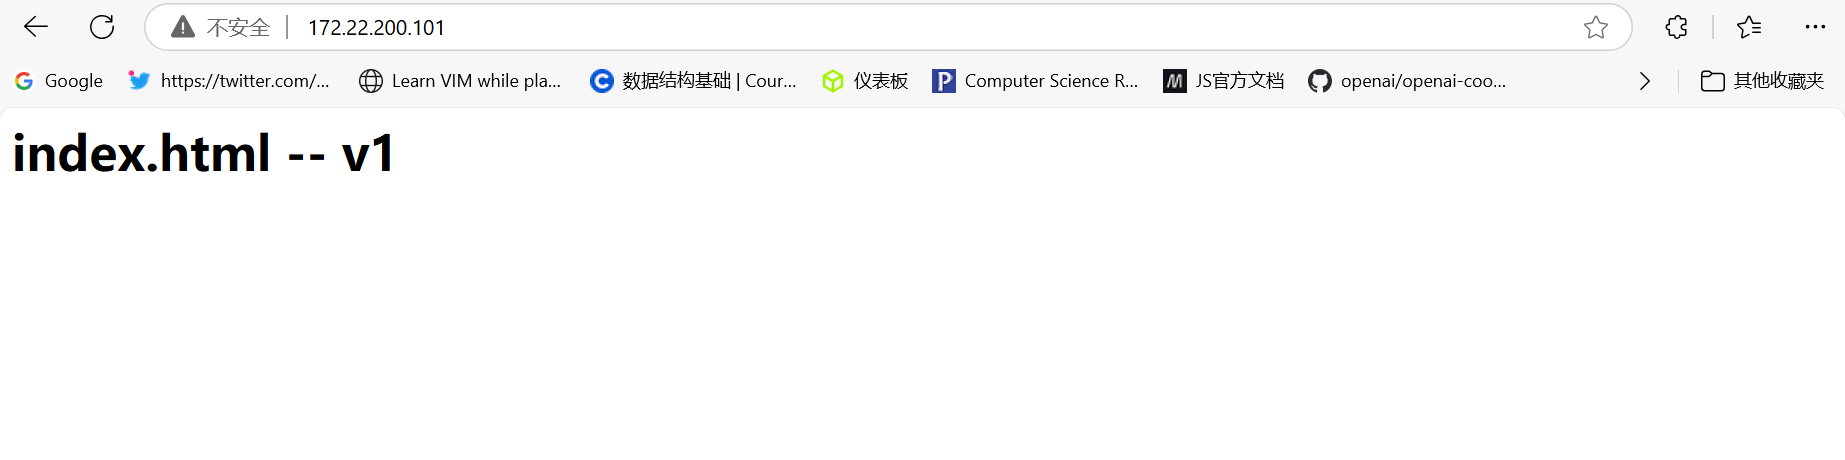 不安全 | 172.22.200.101
Google https://twitter.com/... Learn VIM while pla... 数据结构基础 | Cour... 仪表板 Computer Science R... JS官方文档 openai/openai-coo... 其他收藏夹
index.html -- v1